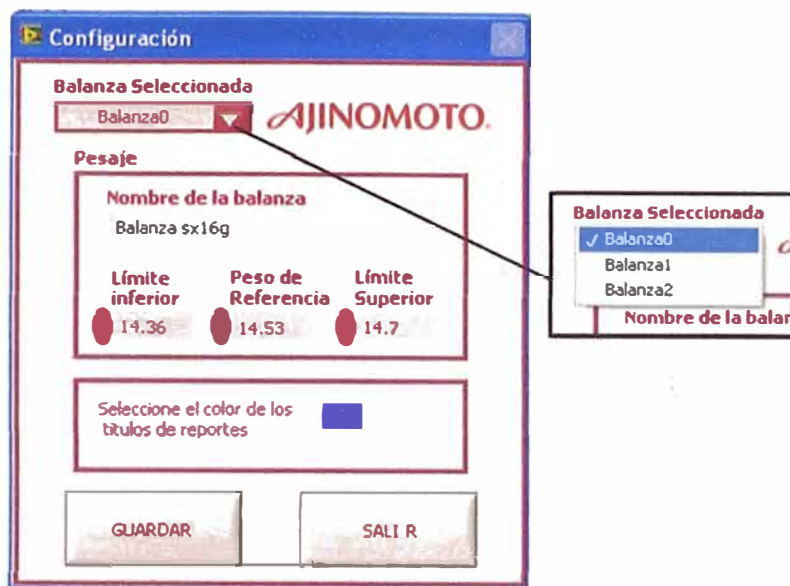 Configuración
Balanza Seleccionada
Balanza0
AJINOMOTO.
Pesaje
Nombre de la balanza
Balanza sx16g
Límite inferior
Peso de Referencia
Límite Superior
14.36
14.53
14.7
Seleccione el color de los
títulos de reportes
GUARDAR
SALI R
Balanza Seleccionada
✓ Balanza0
Balanza1
Balanza2
Nombre de la balan